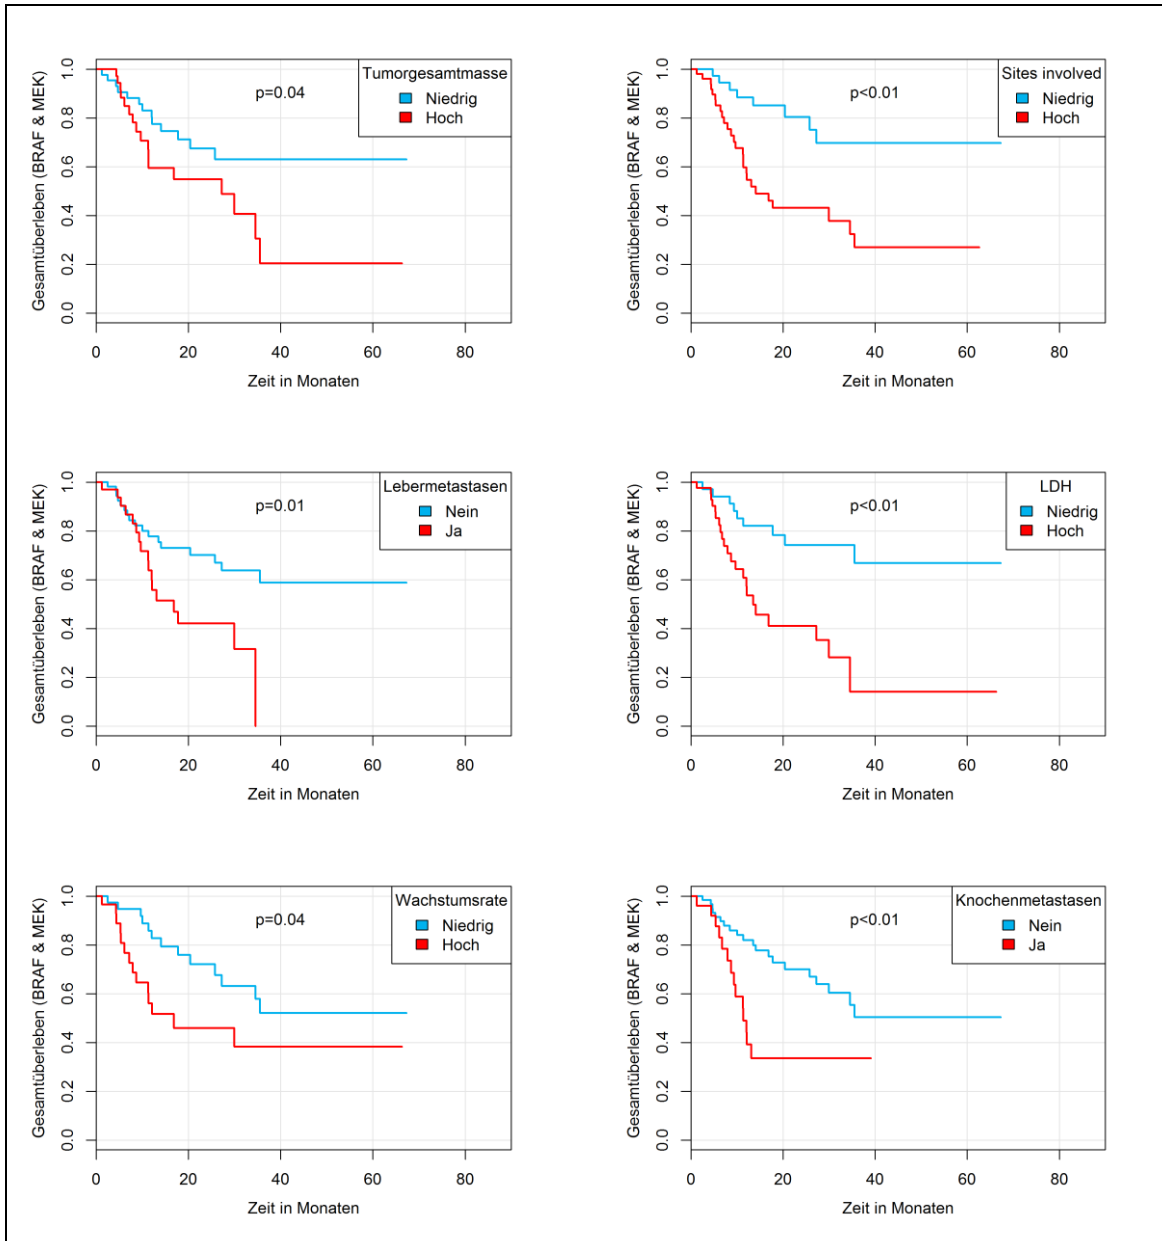 Gesamtüberleben (BRAF & MEK)
1.0
0.8
0.6
0.4
0.2
0.0
p=0.04
Tumorgesamtmasse
Niedrig
Hoch
0 20 40 60 80
Zeit in Monaten
Gesamtüberleben (BRAF & MEK)
1.0
0.8
0.6
0.4
0.2
0.0
p<0.01
Sites involved
Niedrig
Hoch
0 20 40 60 80
Zeit in Monaten
Gesamtüberleben (BRAF & MEK)
1.0
0.8
0.6
0.4
0.2
0.0
p=0.01
Lebermetastasen
Nein
Ja
0 20 40 60 80
Zeit in Monaten
Gesamtüberleben (BRAF & MEK)
1.0
0.8
0.6
0.4
0.2
0.0
p<0.01
LDH
Niedrig
Hoch
0 20 40 60 80
Zeit in Monaten
Gesamtüberleben (BRAF & MEK)
1.0
0.8
0.6
0.4
0.2
0.0
p=0.04
Wachstumsrate
Niedrig
Hoch
0 20 40 60 80
Zeit in Monaten
Gesamtüberleben (BRAF & MEK)
1.0
0.8
0.6
0.4
0.2
0.0
p<0.01
Knochenmetastasen
Nein
Ja
0 20 40 60 80
Zeit in Monaten